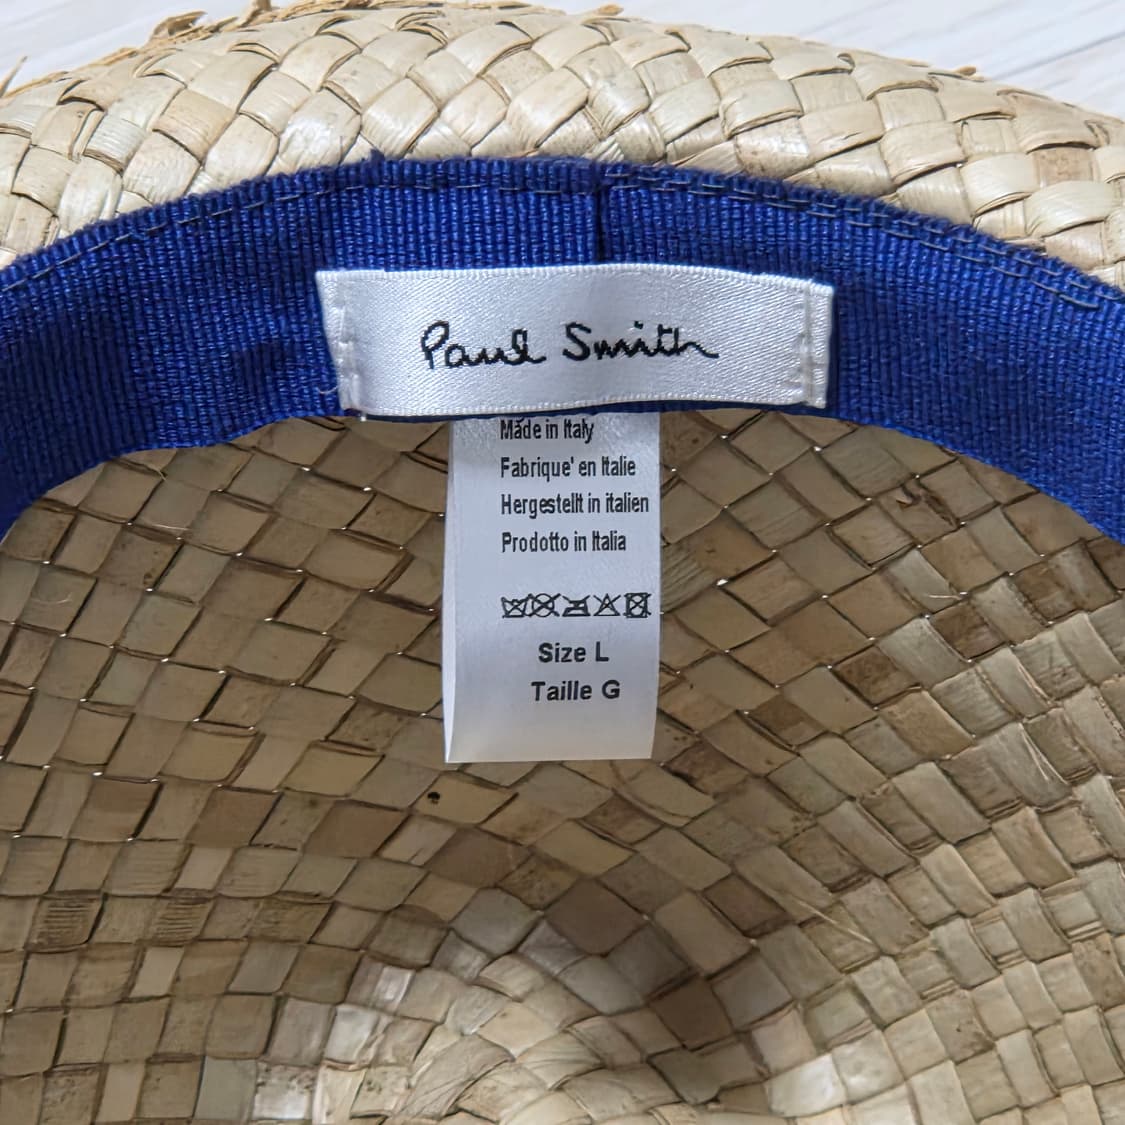 Paul Smith
Made in Italy
Fabrique' en Italie
Hergestellt in italien
Prodotto in Italia
Size L
Taille G